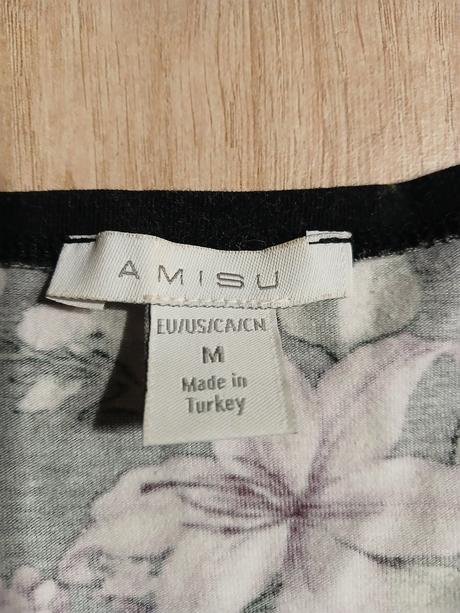 AMISU
EU/US/CA/CN
M
Made in
Turkey